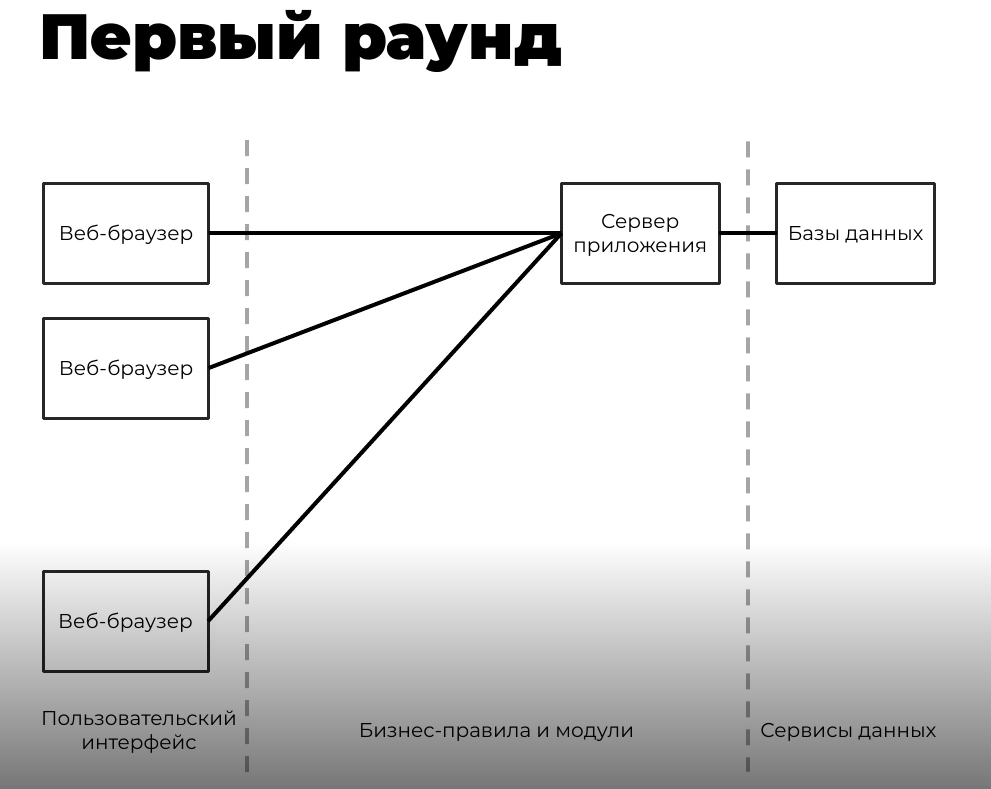 Первый раунд
Веб-браузер
Сервер
приложения
Базы данных
Веб-браузер
Веб-браузер
Пользовательский
интерфейс
Бизнес-правила и модули
Сервисы данных